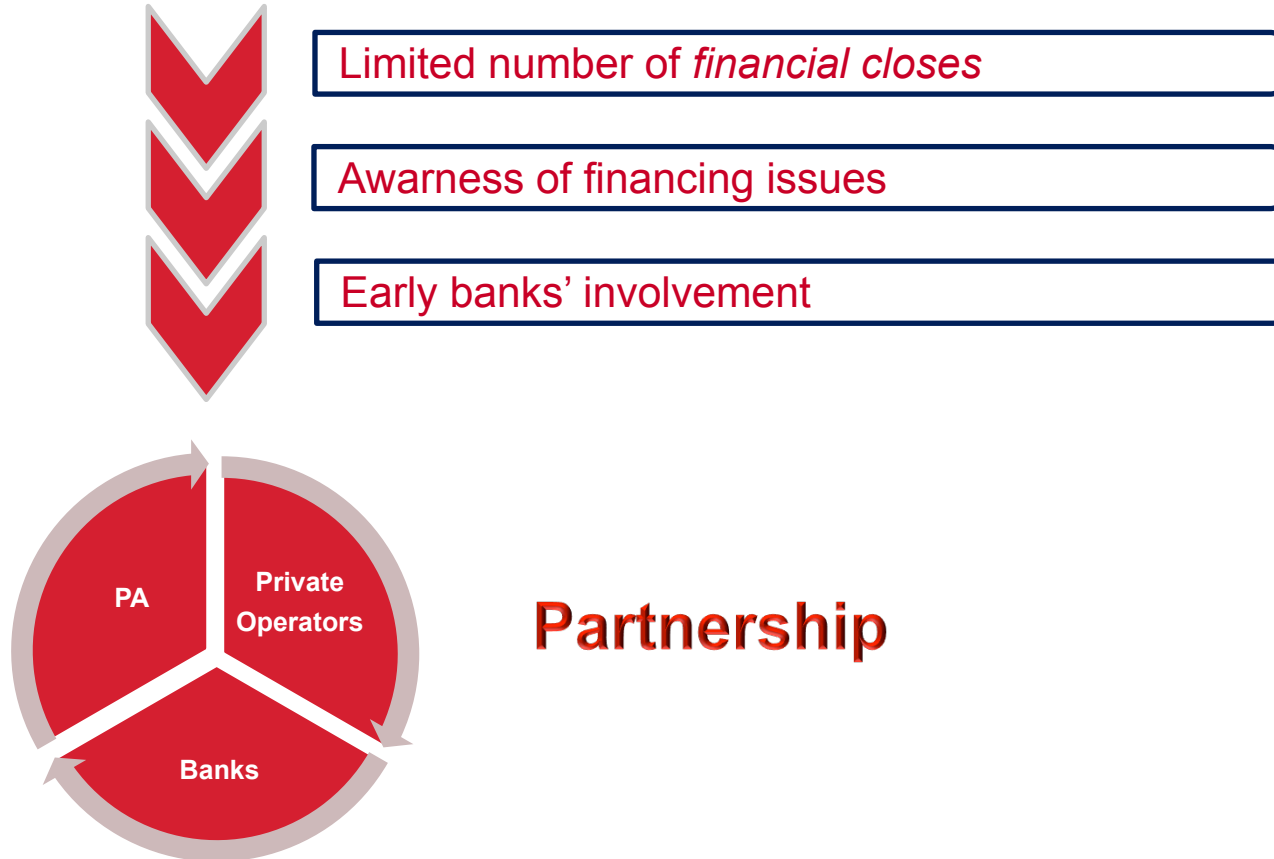 Limited number of financial closes
Awarness of financing issues
Early banks’ involvement
PA
Private
Operators
Banks
Partnership